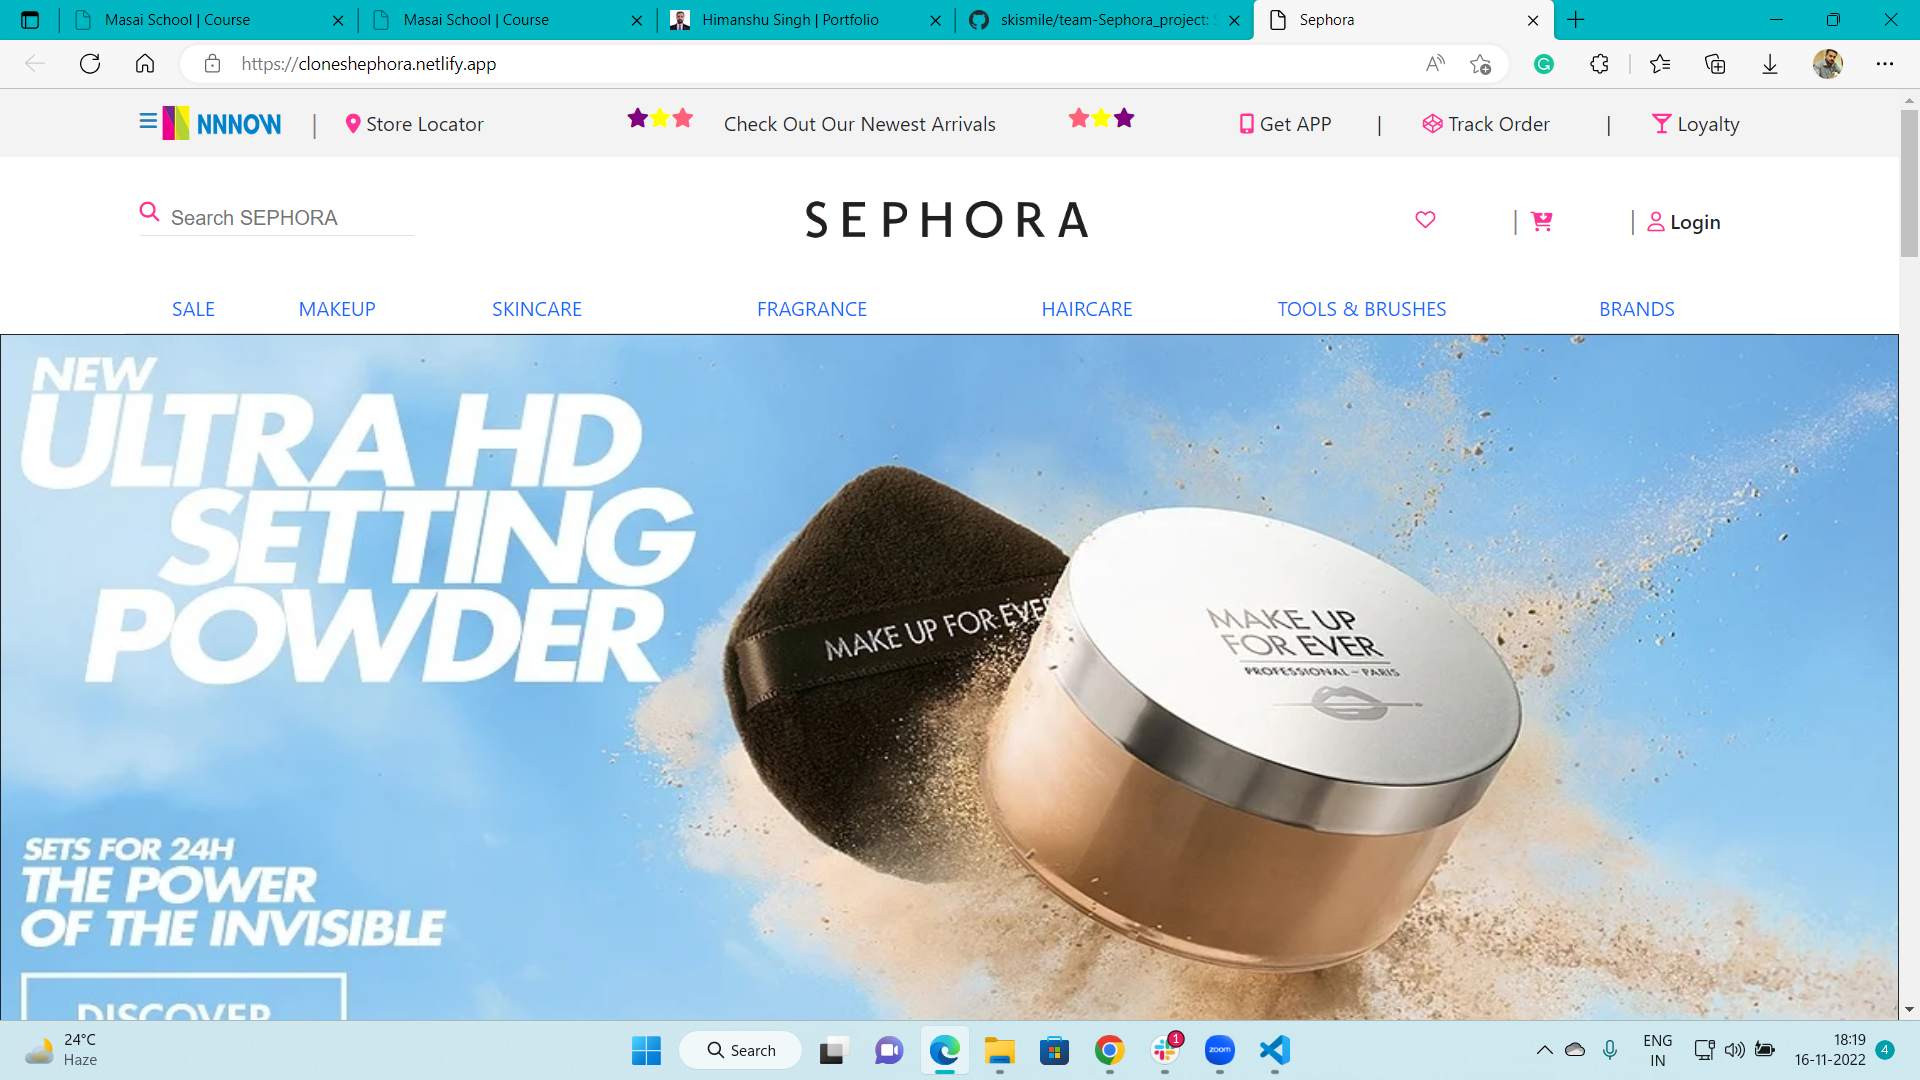 Masai School | Course
Masai School | Course
Himanshu Singh | Portfolio
skismile/team-Sephora_project: S
Sephora
https://cloneshephora.netlify.app
NNNOW
|
Store Locator
Check Out Our Newest Arrivals
Get APP
|
Track Order
|
Loyalty
Search SEPHORA
SEPHORA
|
|
Login
SALE
MAKEUP
SKINCARE
FRAGRANCE
HAIRCARE
TOOLS & BRUSHES
BRANDS
NEW
ULTRA HD
SETTING
POWDER
MAKE UP FOR EVER
MAKE UP
FOR EVER
PROFESSIONAL – PARIS
SETS FOR 24H
THE POWER
OF THE INVISIBLE
DISCOVER
24°C
Haze
Search
1
zoom
ENG
IN
18:19
16-11-2022
4